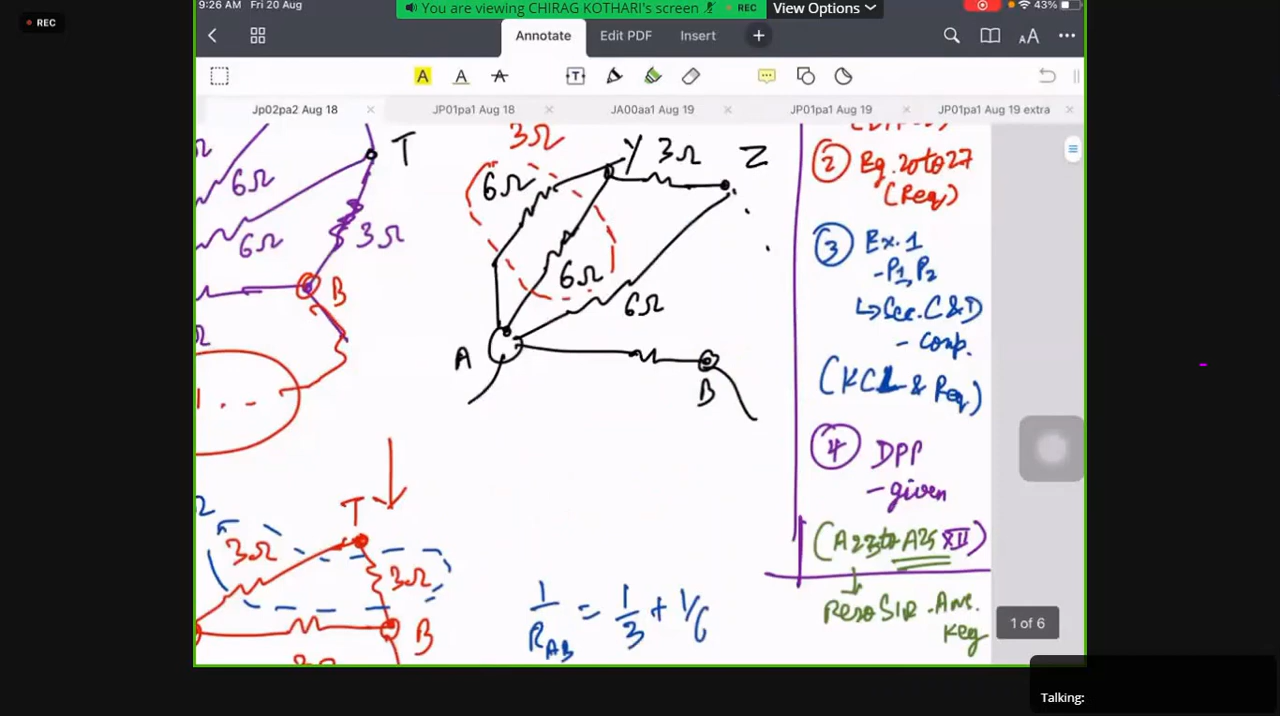 9:26 AM Fri 20 Aug
You are viewing CHIRAG KOTHARI's screen
REC
View Options
43%
REC
Annotate
Edit PDF
Insert
Jp02pa2 Aug 18
JP01pa1 Aug 18
JA00aa1 Aug 19
JP01pa1 Aug 19
JP01pa1 Aug 19 extra
T
6Ω
6Ω
3Ω
B
3Ω
6Ω
Y
3Ω
Z
6Ω
6Ω
A
B
② Eg. 20 to 27
(Req)
③ Ex. 1
- P1, P2
↳ Sec. C & D
- Comp.
(KCL & Req)
④ DPP
- given
(A23 to A25 XII)
Reso SIR - Ans.
Key
T
3Ω
3Ω
B
1/R_AB = 1/3 + 1/6
1 of 6
Talking: